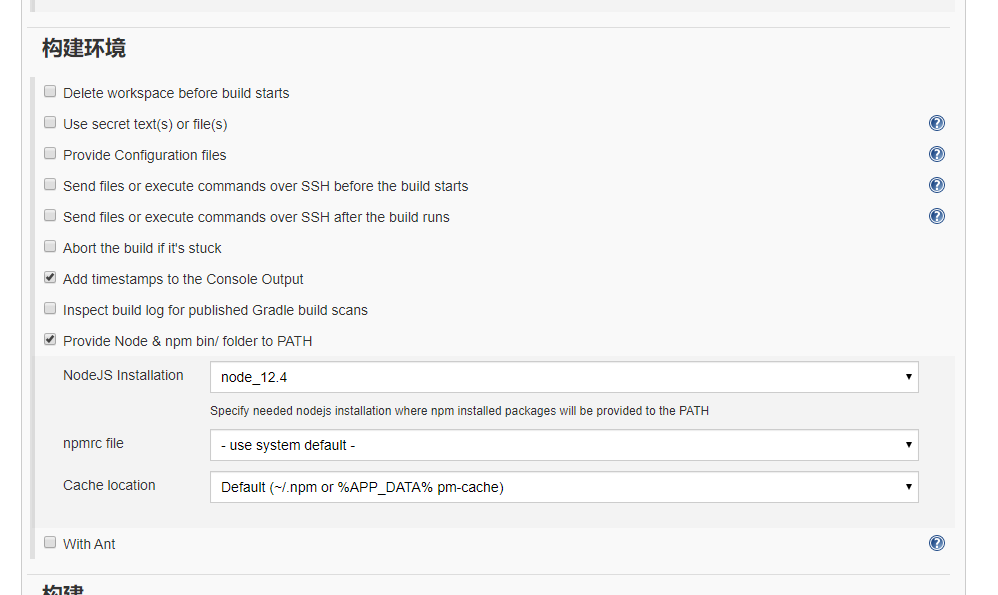 构建环境
Delete workspace before build starts
Use secret text(s) or file(s)
Provide Configuration files
Send files or execute commands over SSH before the build starts
Send files or execute commands over SSH after the build runs
Abort the build if it's stuck
Add timestamps to the Console Output
Inspect build log for published Gradle build scans
Provide Node & npm bin/ folder to PATH
NodeJS Installation node_12.4
Specify needed nodejs installation where npm installed packages will be provided to the PATH
npmrc file - use system default -
Cache location Default (~/.npm or %APP_DATA% pm-cache)
With Ant
构建